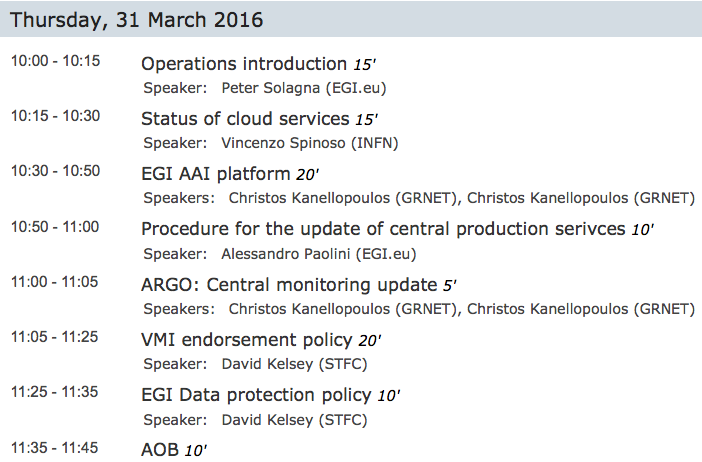 Thursday, 31 March 2016
10:00 - 10:15 Operations introduction 15'
Speaker: Peter Solagna (EGI.eu)
10:15 - 10:30 Status of cloud services 15'
Speaker: Vincenzo Spinoso (INFN)
10:30 - 10:50 EGI AAI platform 20'
Speakers: Christos Kanellopoulos (GRNET), Christos Kanellopoulos (GRNET)
10:50 - 11:00 Procedure for the update of central production serivces 10'
Speaker: Alessandro Paolini (EGI.eu)
11:00 - 11:05 ARGO: Central monitoring update 5'
Speakers: Christos Kanellopoulos (GRNET), Christos Kanellopoulos (GRNET)
11:05 - 11:25 VMI endorsement policy 20'
Speaker: David Kelsey (STFC)
11:25 - 11:35 EGI Data protection policy 10'
Speaker: David Kelsey (STFC)
11:35 - 11:45 AOB 10'